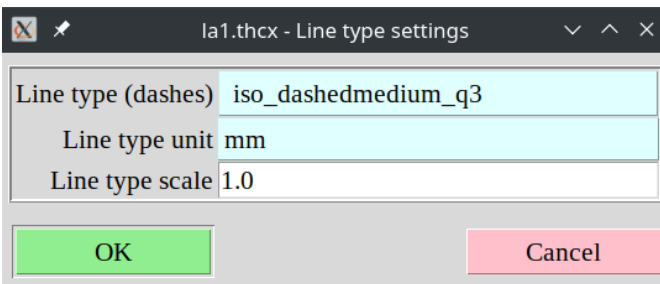 la1.thcx - Line type settings
Line type (dashes) iso_dashedmedium_q3
Line type unit mm
Line type scale 1.0
OK Cancel